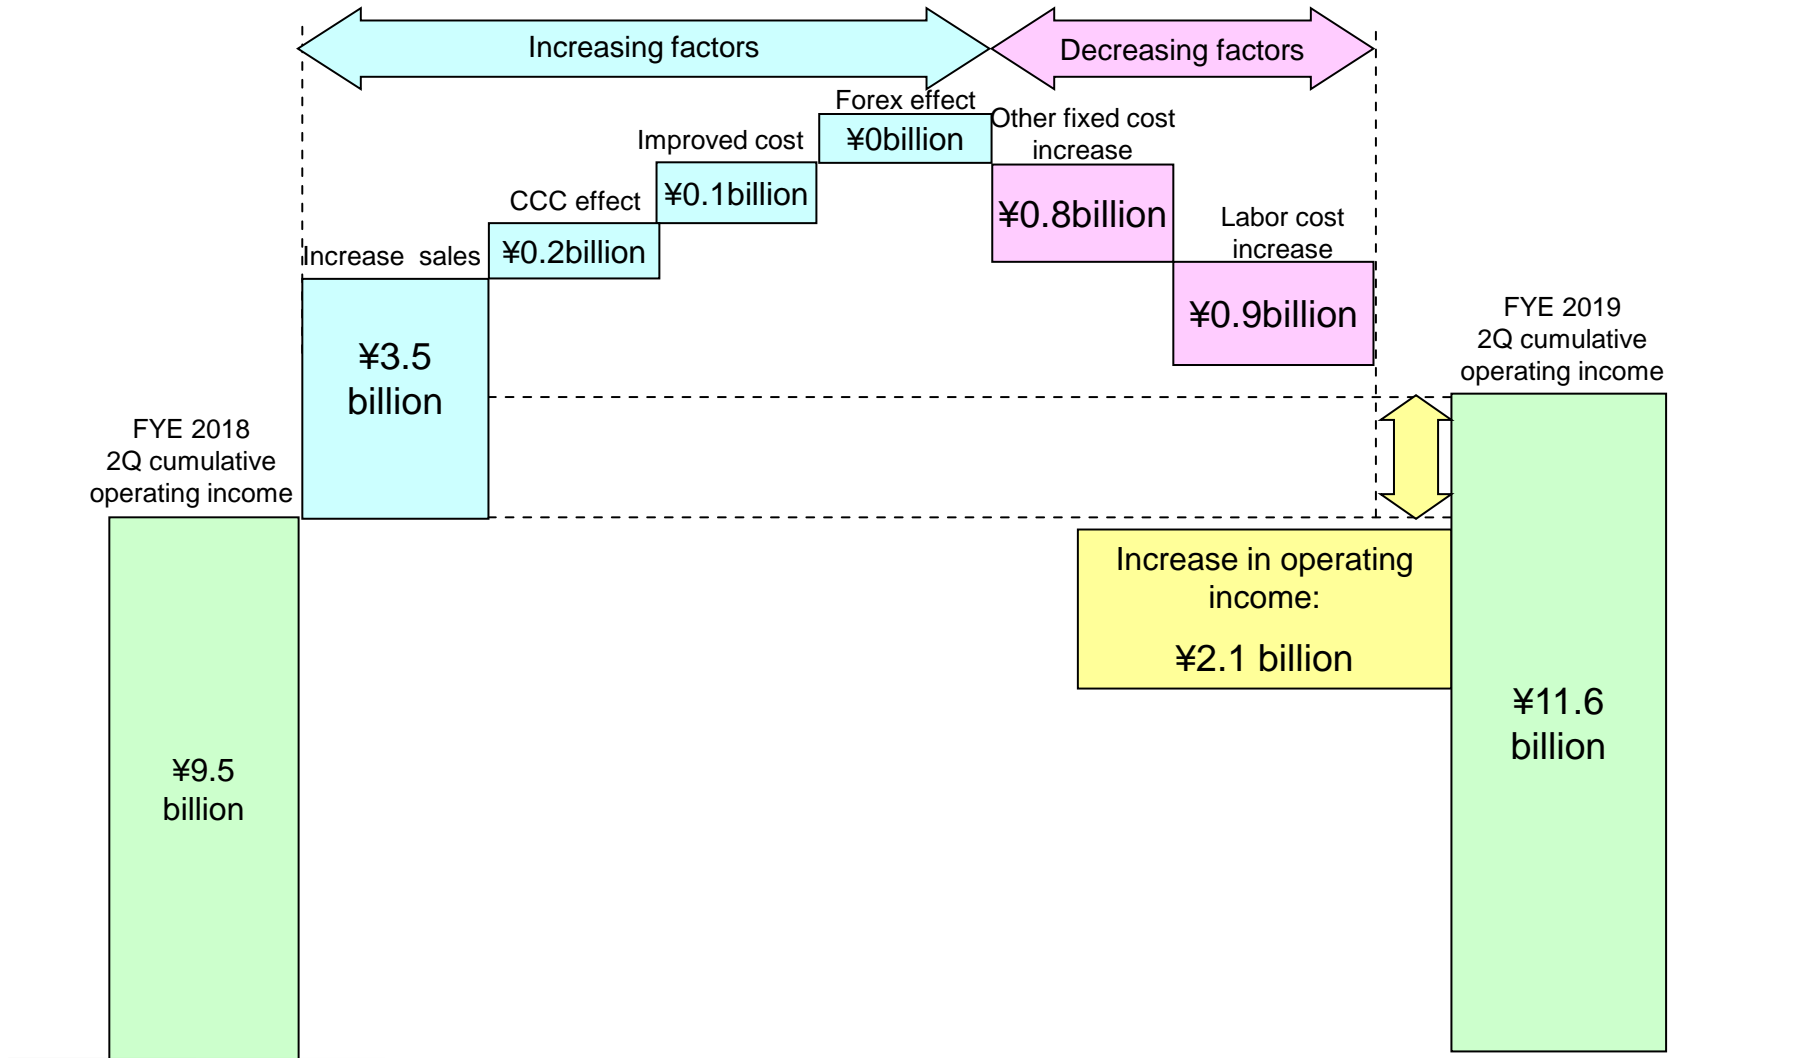 Increasing factors
Decreasing factors
Forex effect
¥0billion
Other fixed cost
increase
Improved cost
¥0.1billion
¥0.8billion
CCC effect
¥0.2billion
Labor cost
increase
Increase  sales
¥0.9billion
¥3.5
billion
FYE 2019
2Q cumulative
operating income
FYE 2018
2Q cumulative
operating income
Increase in operating
income:
¥2.1 billion
¥11.6
billion
¥9.5
billion